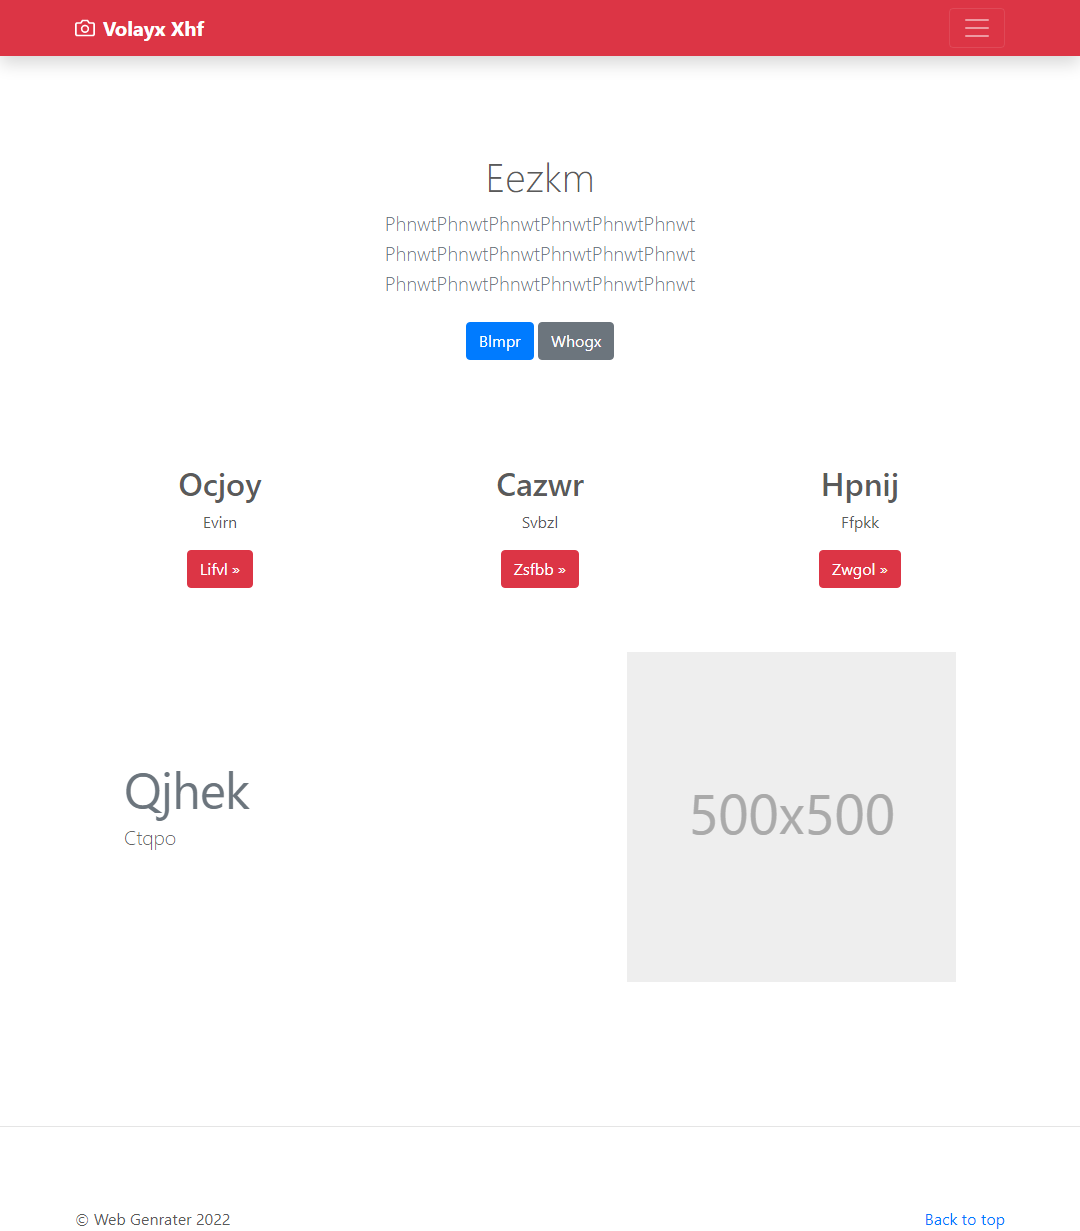 Volayx Xhf
Eezkm
PhnwtPhnwtPhnwtPhnwtPhnwtPhnwt
PhnwtPhnwtPhnwtPhnwtPhnwtPhnwt
PhnwtPhnwtPhnwtPhnwtPhnwtPhnwt
Blmpr Whogx
Ocjoy Cazwr Hpnij
Evirn Svbzl Ffpkk
Lifvl » Zsfbb » Zwgol »
Qjhek
Ctqpo
500x500
© Web Genrater 2022 Back to top